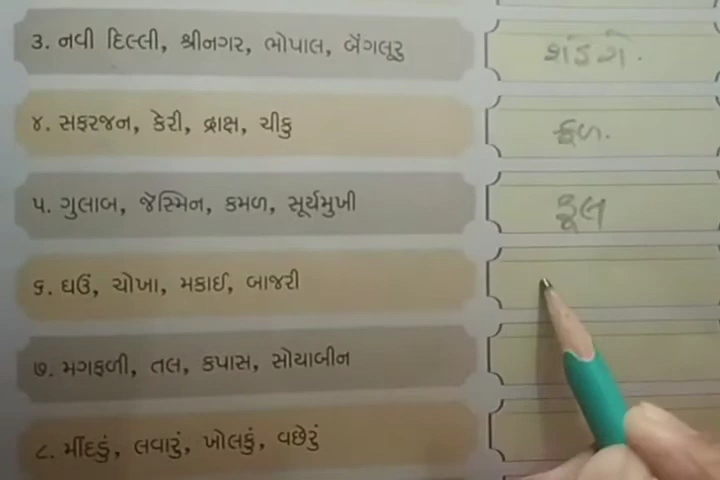 ૩. નવી દિલ્લી, શ્રીનગર, ભોપાલ, બેંગલૂરુ
૪. સફરજન, કેરી, દ્રાક્ષ, ચીકુ
ફળ.
૫. ગુલાબ, જૅસ્મિન, કમળ, સૂર્યમુખી
ફૂલ
૬. ઘઉં, ચોખા, મકાઈ, બાજરી
૭. મગફળી, તલ, કપાસ, સોયાબીન
૮. મીંદડું, લવારું, ખોલકું, વછેરું